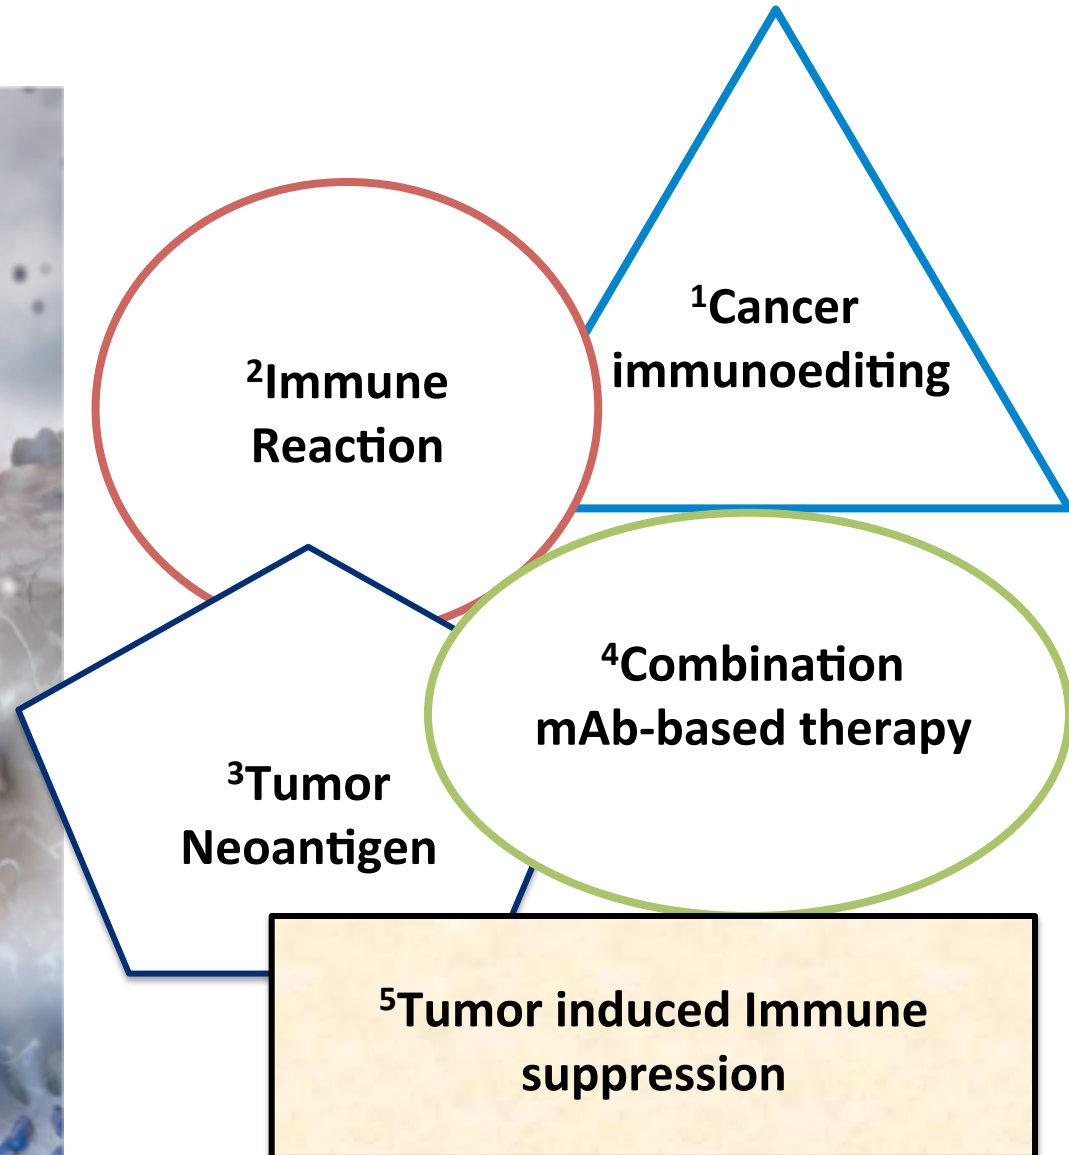 ¹Cancer
immunoediting
²Immune
Reaction
³Tumor
Neoantigen
⁴Combination
mAb-based therapy
⁵Tumor induced Immune
suppression